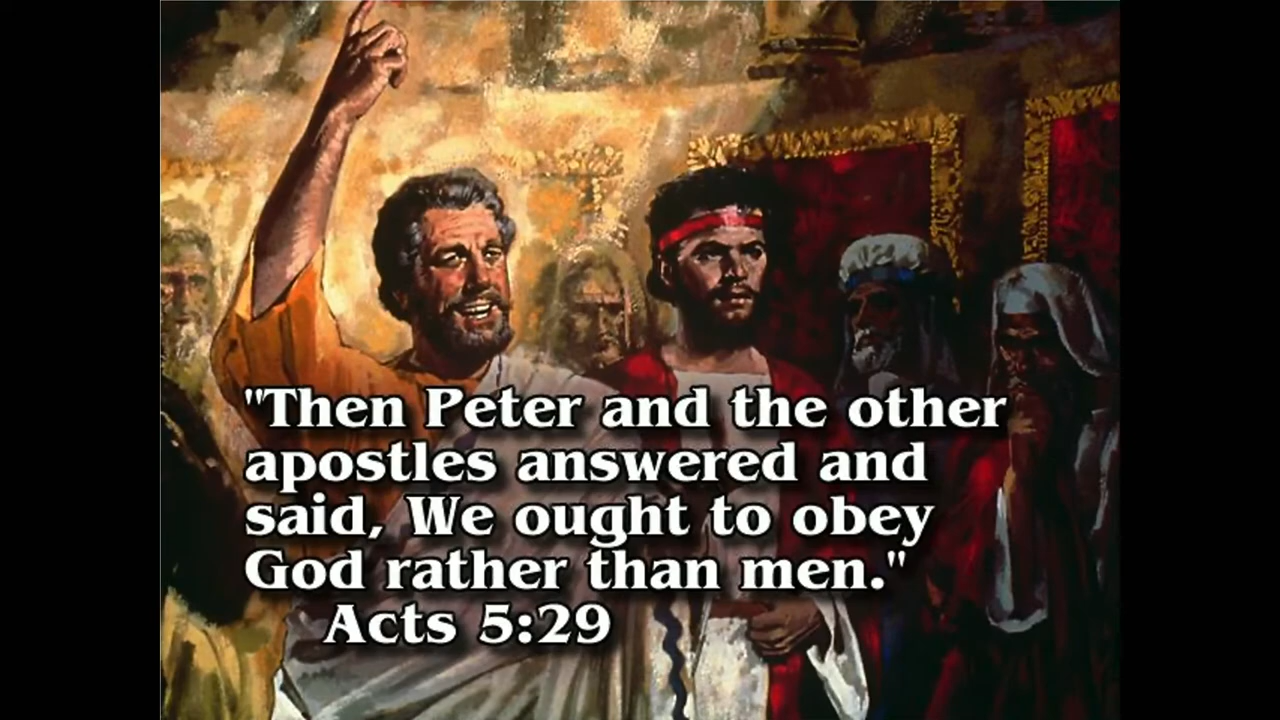 "Then Peter and the other
apostles answered and
said, We ought to obey
God rather than men."
Acts 5:29